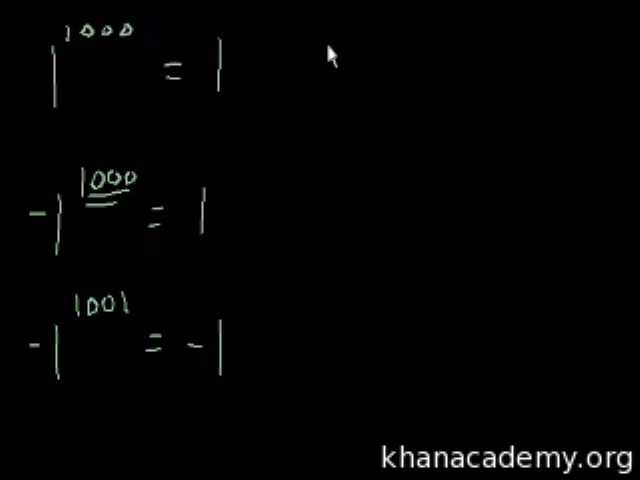 1^1000 = 1
-1^1000 = 1
-1^1001 = -1
khanacademy.org